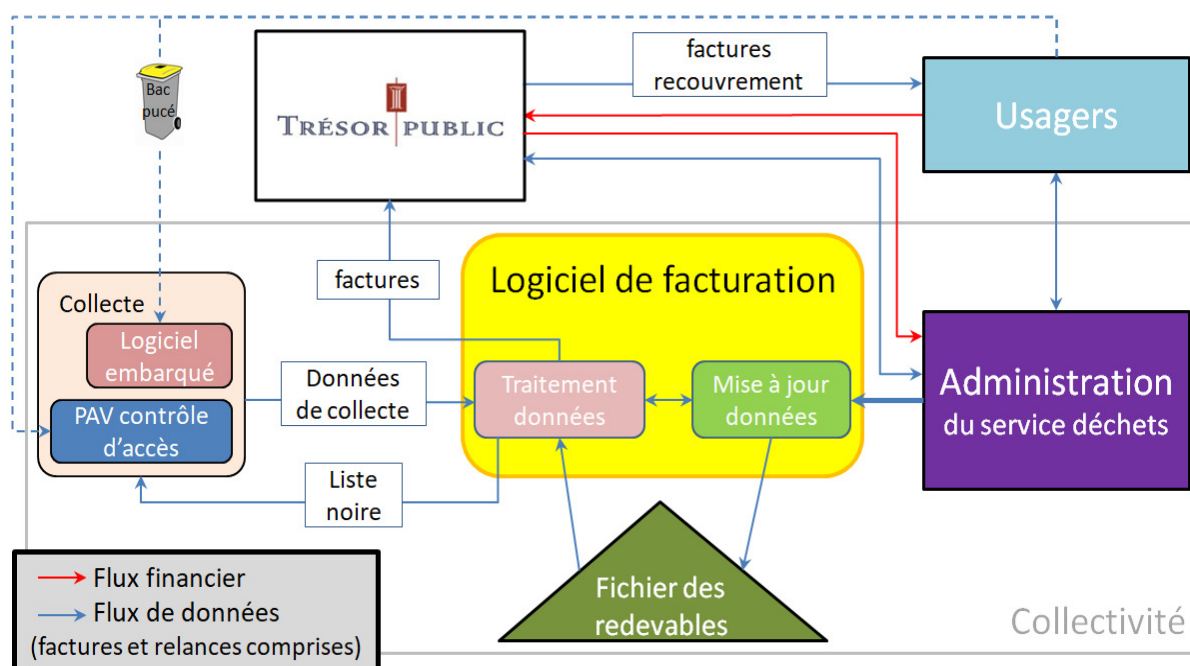 Bac
pucé
TRÉSOR PUBLIC
factures
recouvrement
Usagers
factures
Logiciel de facturation
Collecte
Logiciel
embarqué
PAV contrôle
d'accès
Données
de collecte
Traitement
données
Mise à jour
données
Administration
du service déchets
Liste
noire
Fichier des
redevables
Flux financier
Flux de données
(factures et relances comprises)
Collectivité